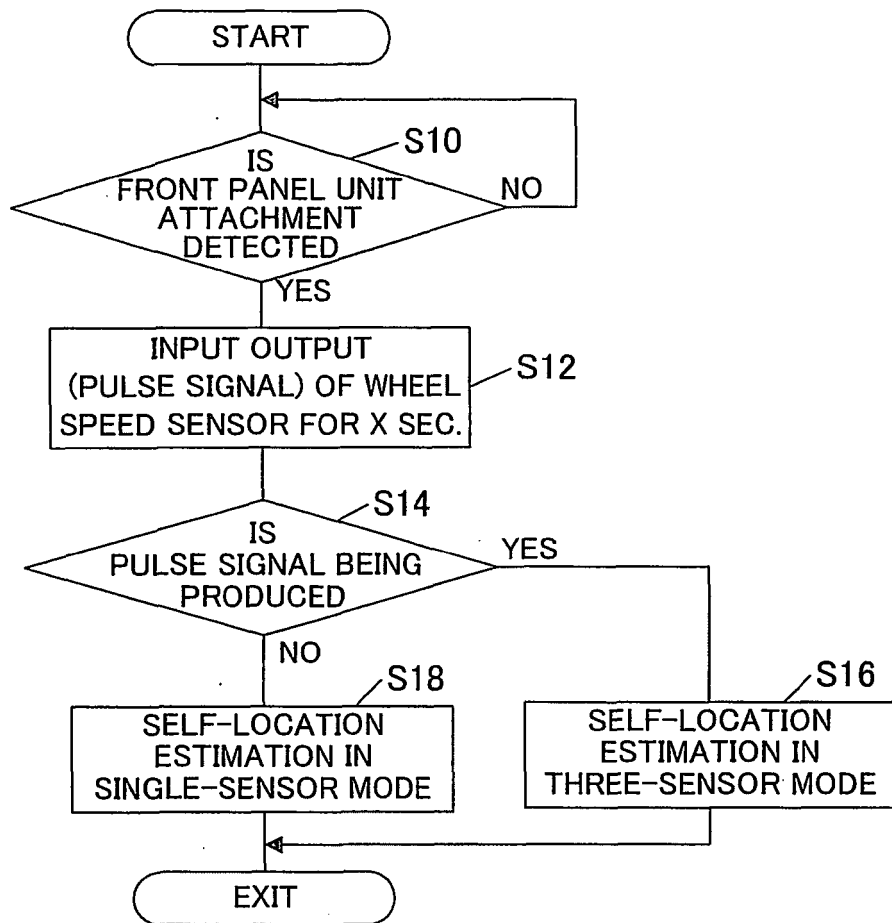 START
S10
IS
FRONT PANEL UNIT
ATTACHMENT
DETECTED
NO
YES
INPUT OUTPUT
(PULSE SIGNAL) OF WHEEL
SPEED SENSOR FOR X SEC.
S12
S14
IS
PULSE SIGNAL BEING
PRODUCED
YES
NO
S18
SELF-LOCATION
ESTIMATION IN
SINGLE-SENSOR MODE
S16
SELF-LOCATION
ESTIMATION IN
THREE-SENSOR MODE
EXIT